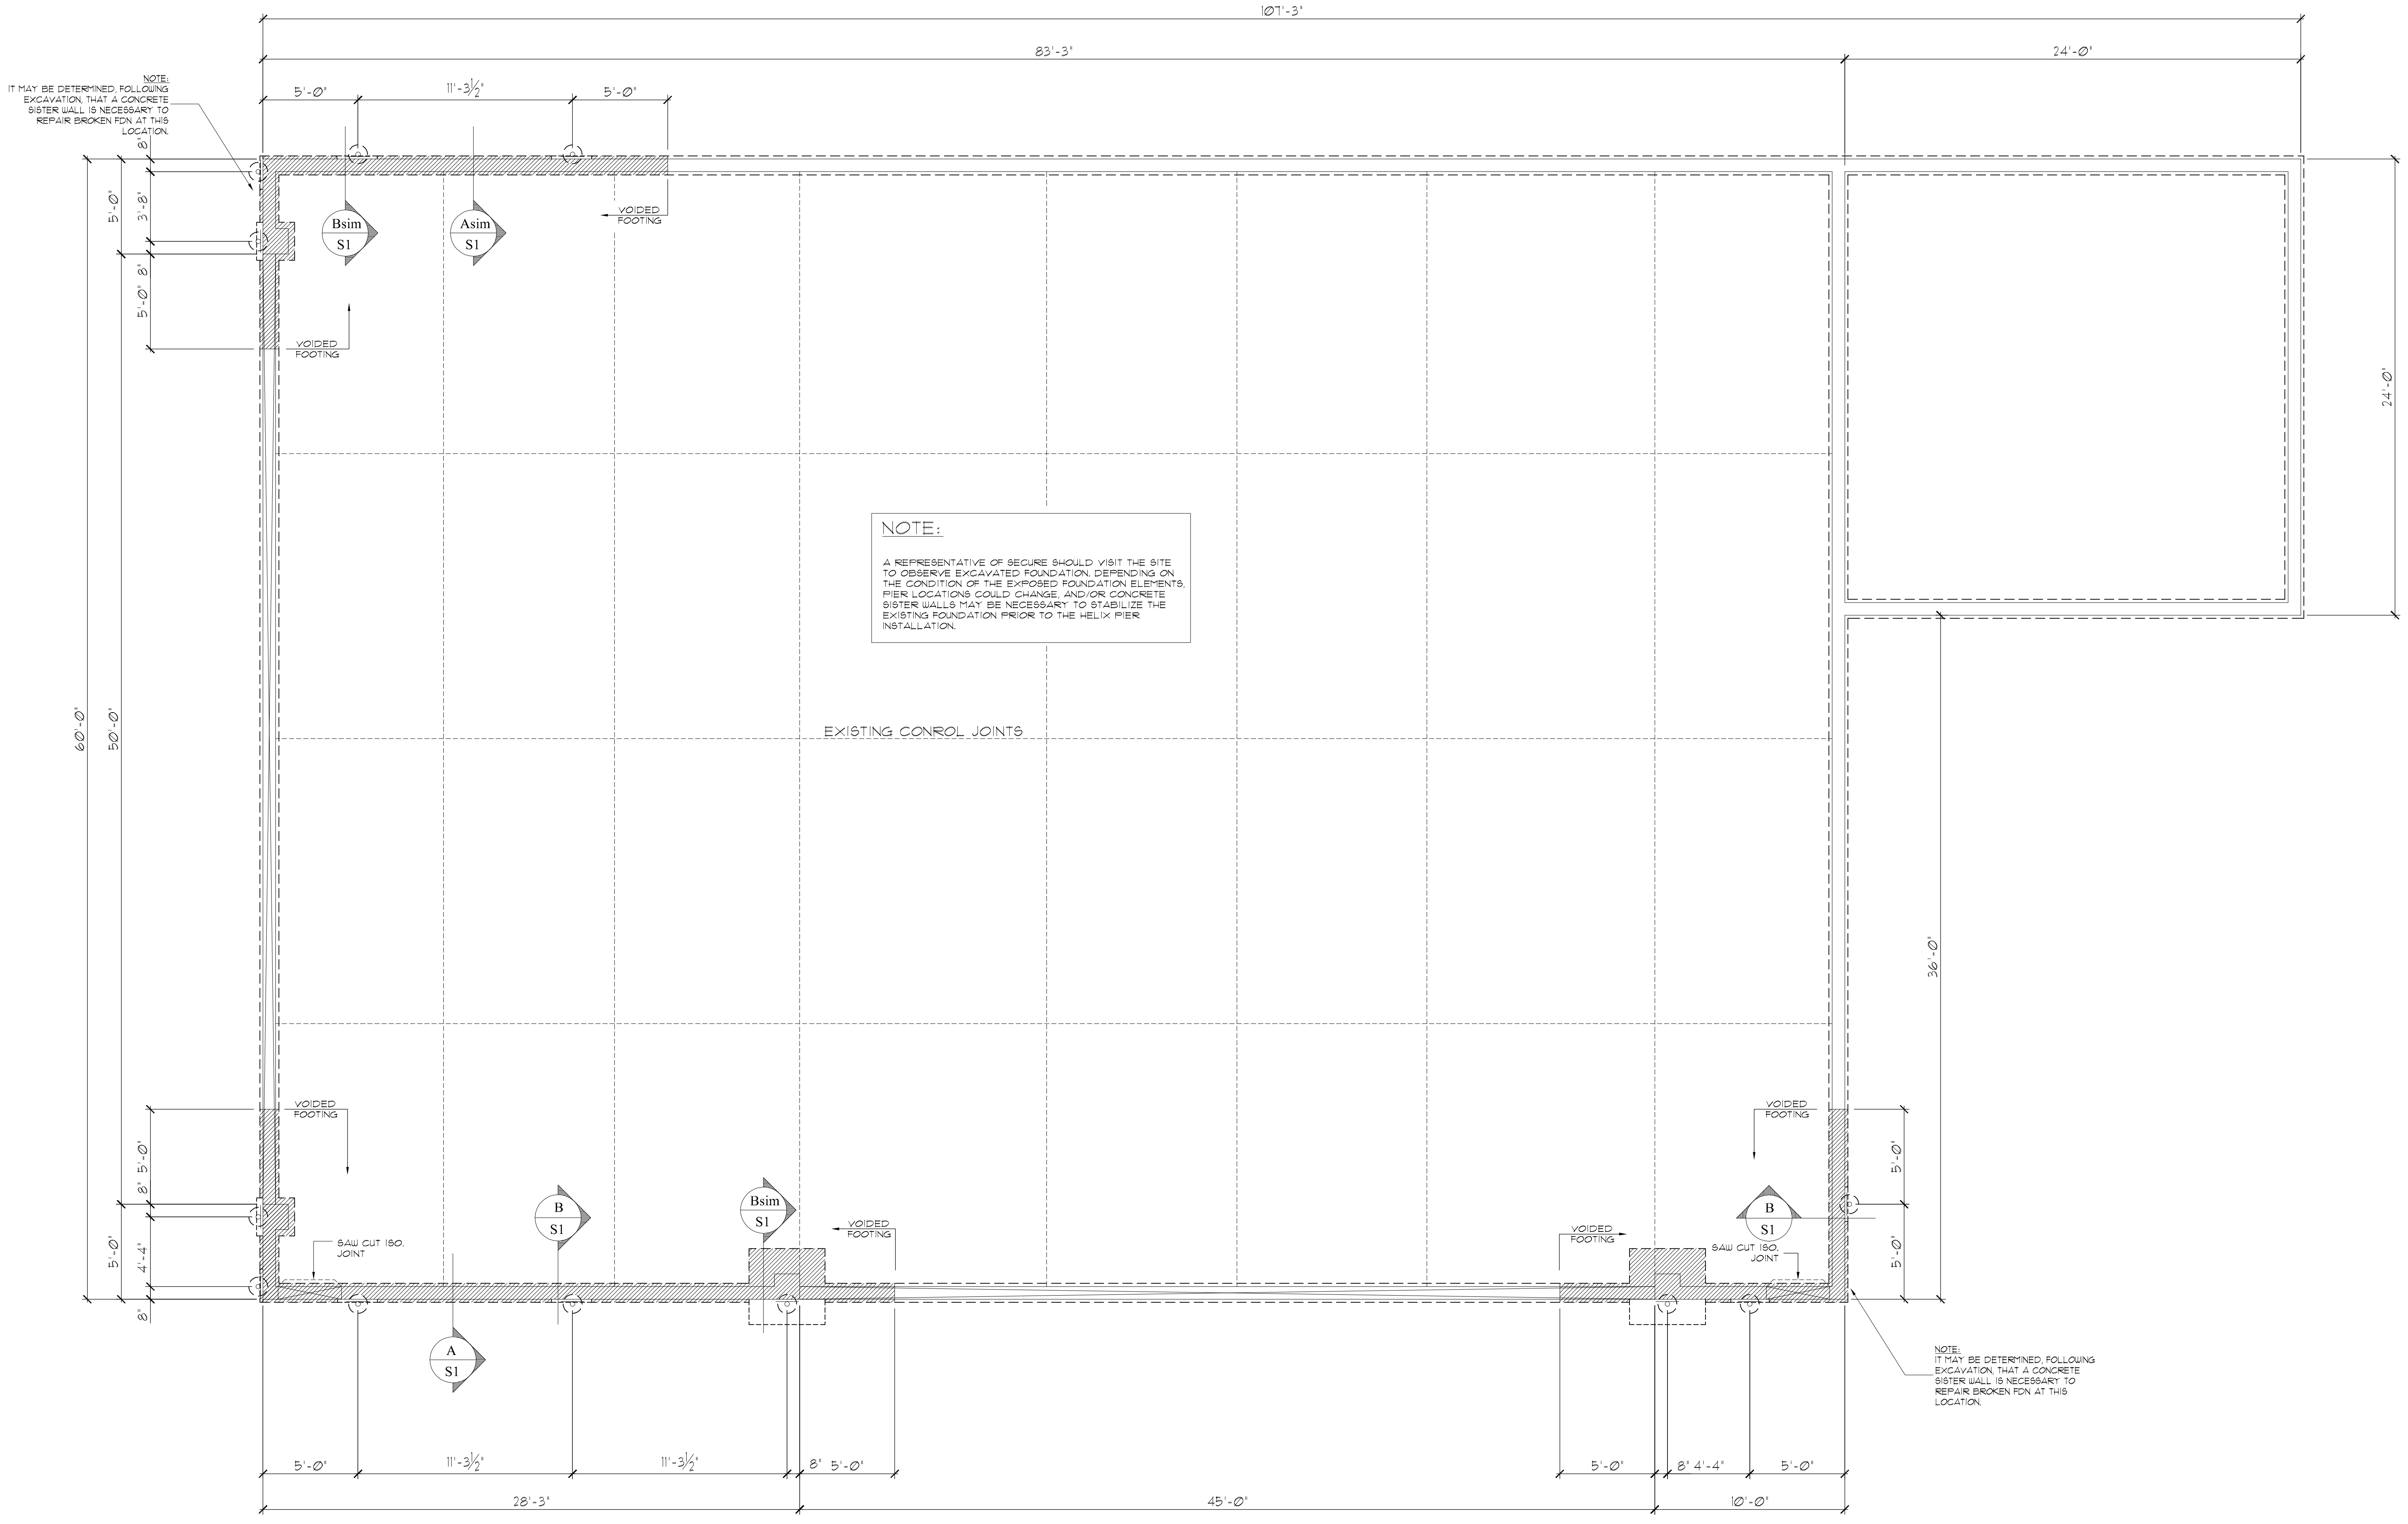 107'-3"
83'-3"
24'-0"
5'-0"
11'-3½"
5'-0"
NOTE:
IT MAY BE DETERMINED, FOLLOWING
EXCAVATION, THAT A CONCRETE
SISTER WALL IS NECESSARY TO
REPAIR BROKEN FDN AT THIS
LOCATION.
8"
5'-0"
3'-8"
8"
5'-0"
Bsim
S1
Asim
S1
VOIDED
FOOTING
VOIDED
FOOTING
24'-0"
NOTE:
A REPRESENTATIVE OF SECURE SHOULD VISIT THE SITE
TO OBSERVE EXCAVATED FOUNDATION. DEPENDING ON
THE CONDITION OF THE EXPOSED FOUNDATION ELEMENTS,
PIER LOCATIONS COULD CHANGE, AND/OR CONCRETE
SISTER WALLS MAY BE NECESSARY TO STABILIZE THE
EXISTING FOUNDATION PRIOR TO THE HELIX PIER
INSTALLATION.
60'-0"
50'-0"
EXISTING CONROL JOINTS
36'-0"
VOIDED
FOOTING
VOIDED
FOOTING
5'-0"
8"
5'-0"
4'-4"
8"
5'-0"
5'-0"
B
S1
Bsim
S1
VOIDED
FOOTING
VOIDED
FOOTING
B
S1
SAW CUT ISO.
JOINT
SAW CUT ISO.
JOINT
A
S1
NOTE:
IT MAY BE DETERMINED, FOLLOWING
EXCAVATION, THAT A CONCRETE
SISTER WALL IS NECESSARY TO
REPAIR BROKEN FDN AT THIS
LOCATION.
5'-0"
11'-3½"
11'-3½"
8"
5'-0"
5'-0"
8"
4'-4"
5'-0"
28'-3"
45'-0"
10'-0"